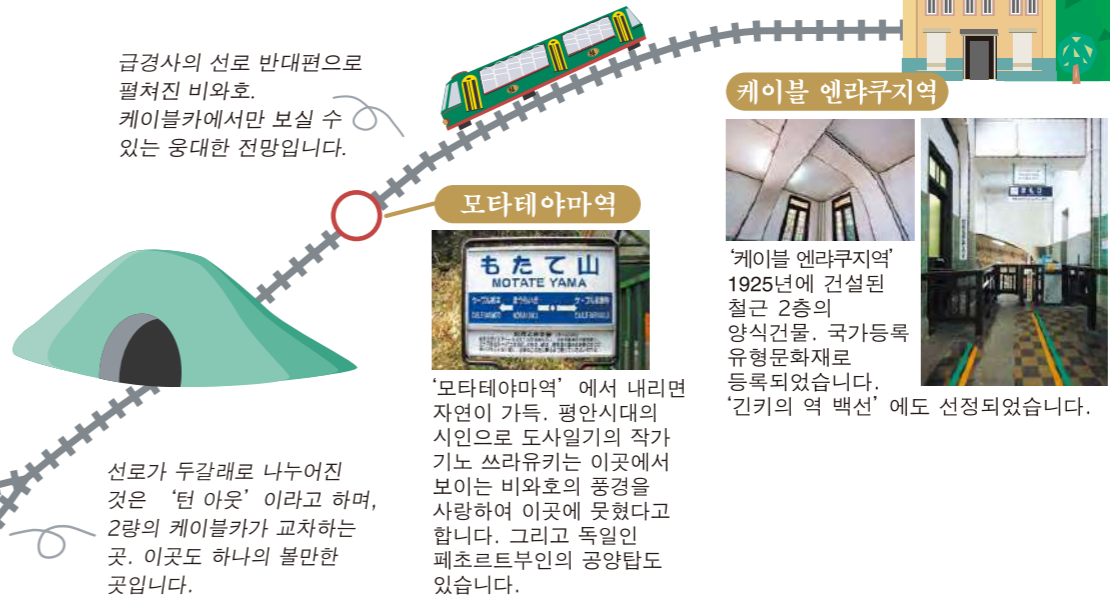 급경사의 선로 반대편으로
펼쳐진 비와호.
케이블카에서만 보실 수
있는 웅대한 전망입니다.
케이블 엔랴쿠지역
모타테야마역
もたて山
MOTATE YAMA
'모타테야마역' 에서 내리면
자연이 가득. 평안시대의
시인으로 도사일기의 작가
기노 쓰라유키는 이곳에서
보이는 비와호의 풍경을
사랑하여 이곳에 뭇혔다고
합니다. 그리고 독일인
페초르트부인의 공양탑도
있습니다.
'케이블 엔랴쿠지역'
1925년에 건설된
철근 2층의
양식건물. 국가등록
유형문화재로
등록되었습니다.
'긴키의 역 백선' 에도 선정되었습니다.
선로가 두갈래로 나누어진
것은 '턴 아웃' 이라고 하며,
2량의 케이블카가 교차하는
곳. 이곳도 하나의 볼만한
곳입니다.